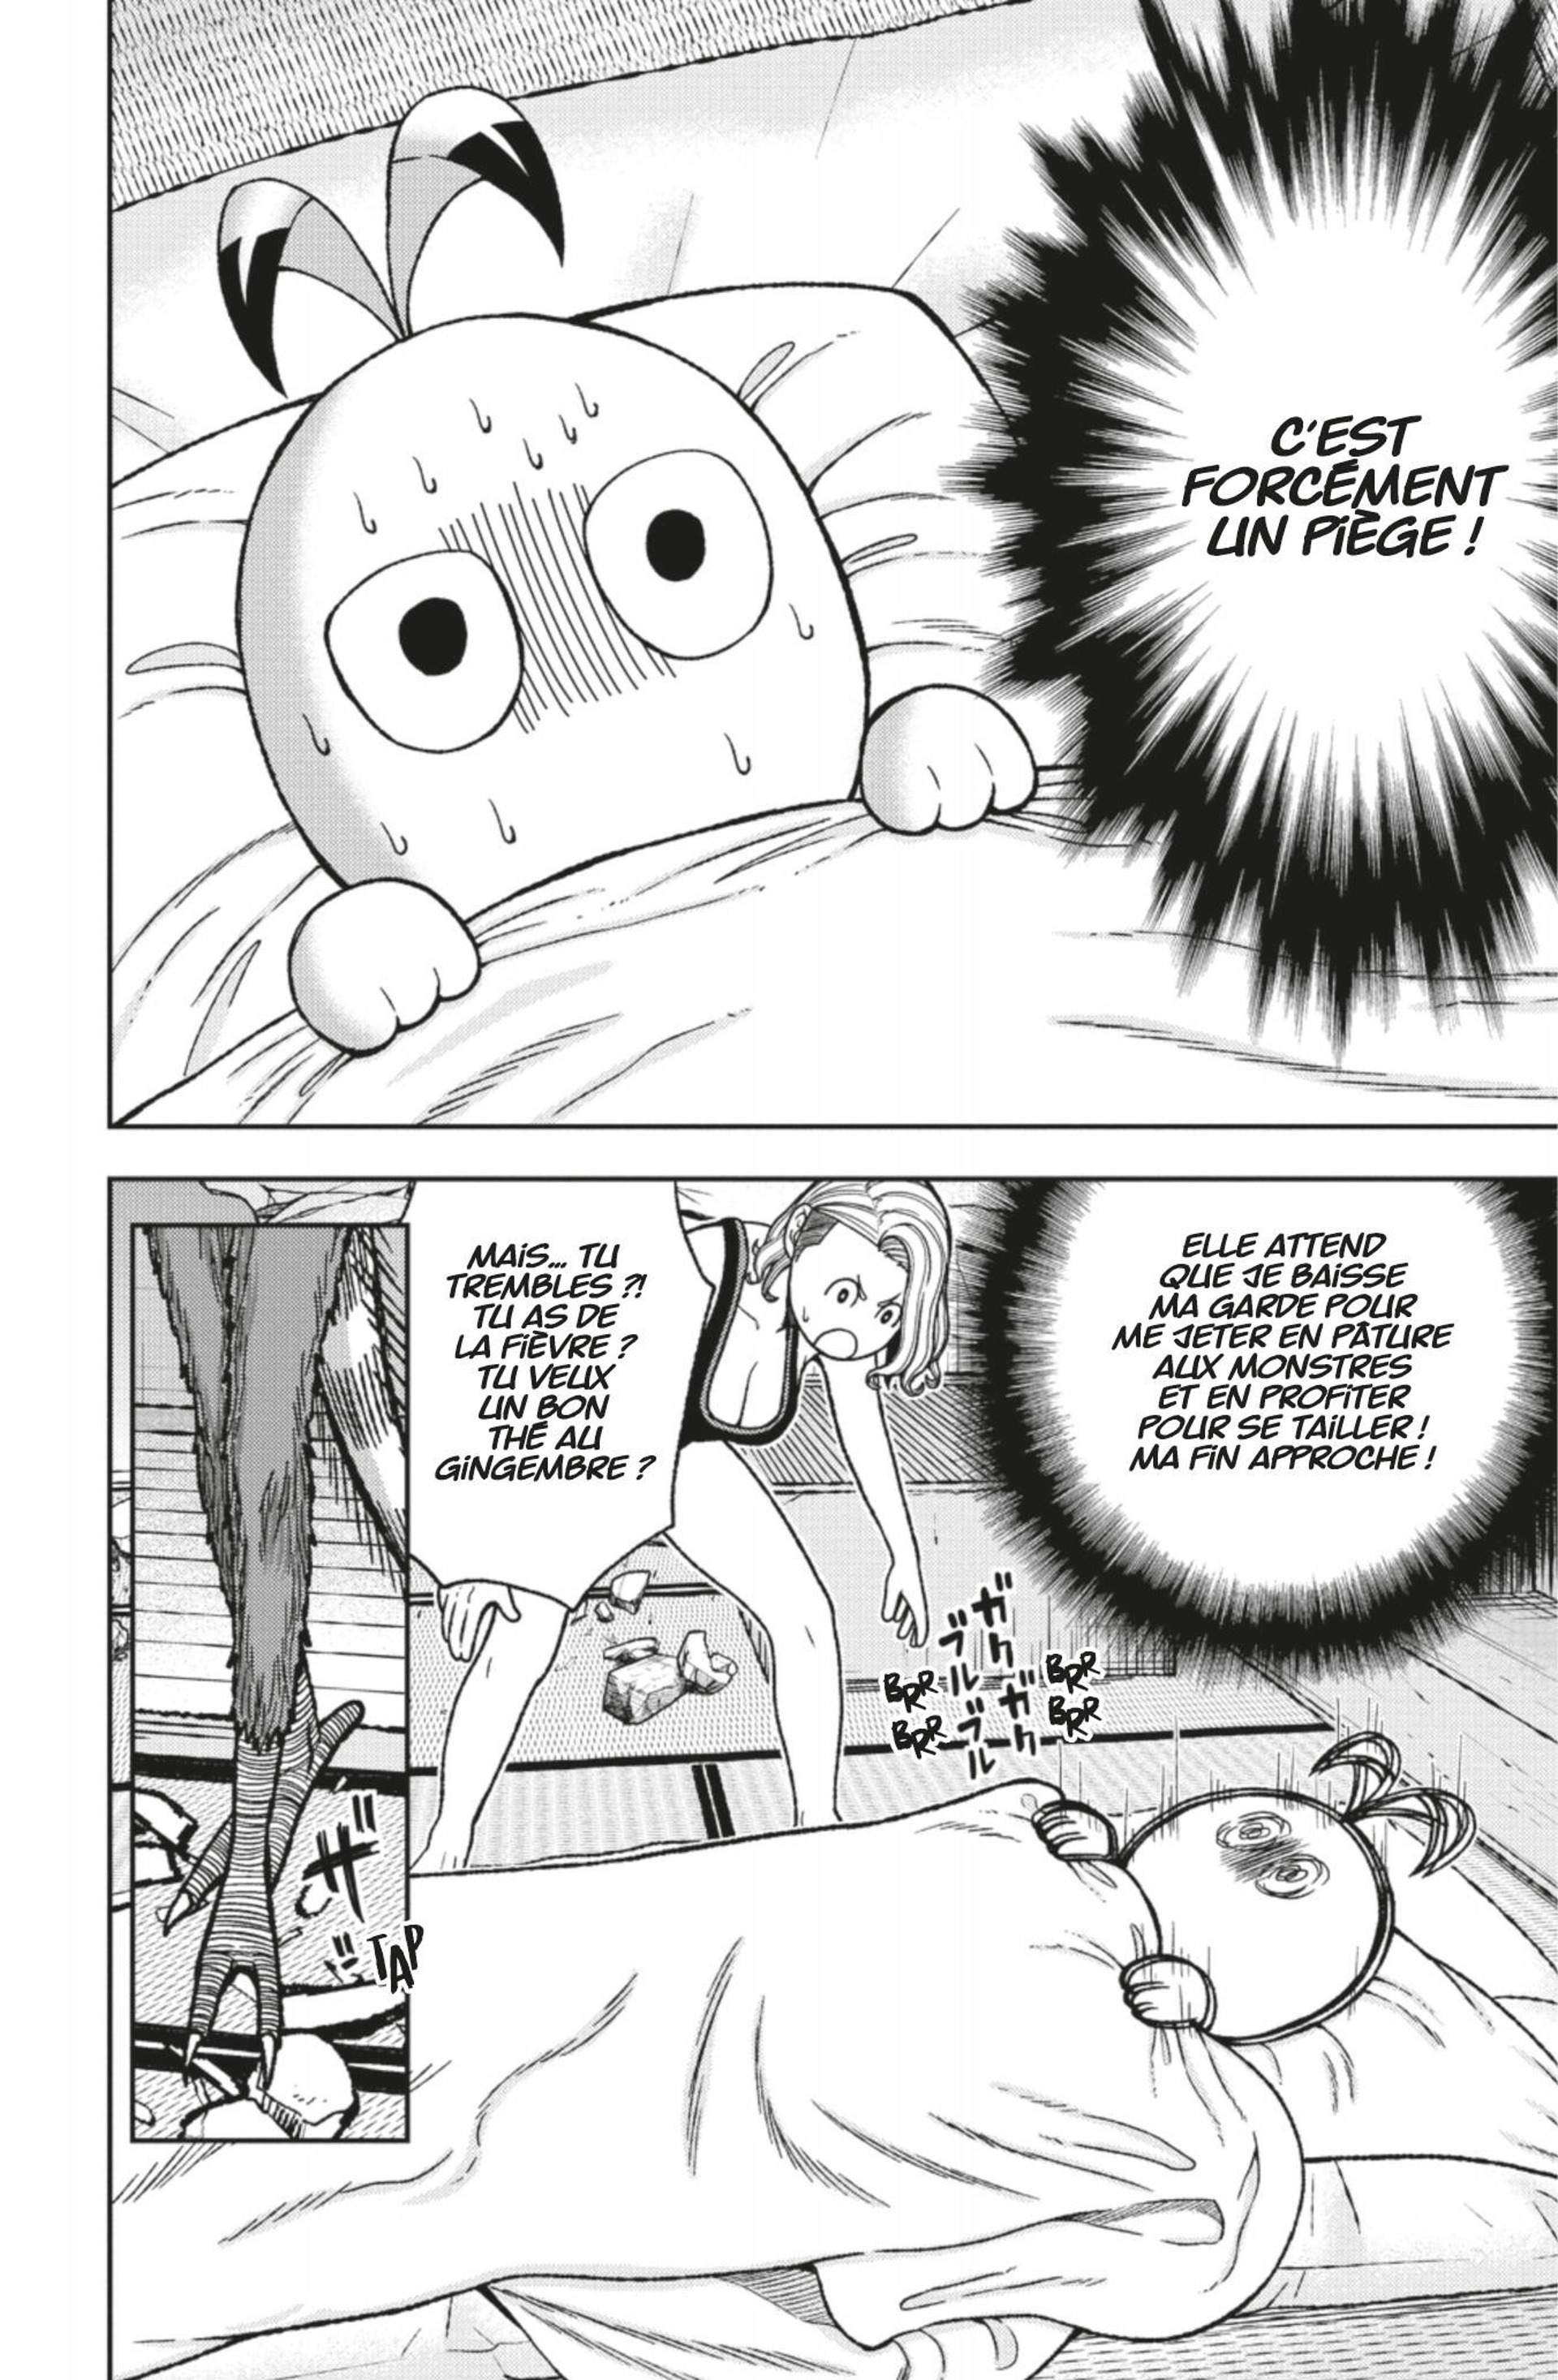 C'EST
FORCÉMENT
UN PIÈGE !
ELLE ATTEND
QUE JE BAISSE
MA GARDE POUR
ME JETER EN PÂTURE
AUX MONSTRES
ET EN PROFITER
POUR SE TAILLER !
MA FIN APPROCHE !
MAIS... TU
TREMBLES ?!
TU AS DE
LA FIÈVRE ?
TU VEUX
UN BON
THÉ AU
GINGEMBRE ?
ガクガク
ブルブル
BRR
BRR
BRR
BRR
ザッ
TAP